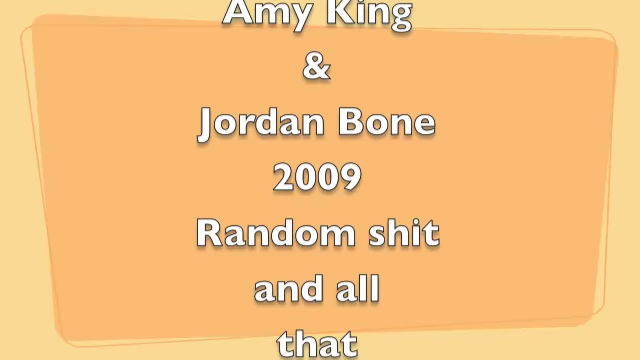 Amy King
&
Jordan Bone
2009
Random shit
and all
that